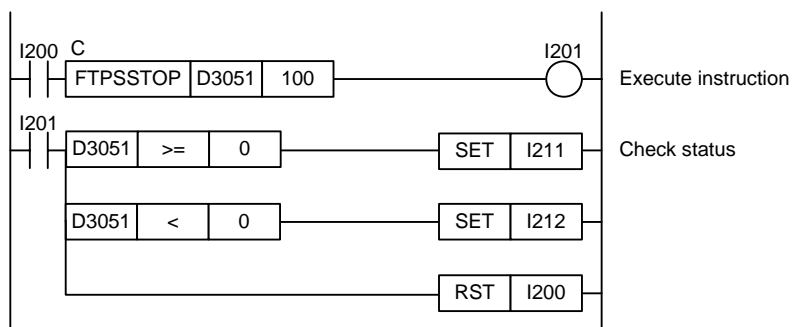 I200 C I201
FTPSSTOP D3051 100 Execute instruction
I201
D3051 >= 0 SET I211 Check status
D3051 < 0 SET I212
RST I200